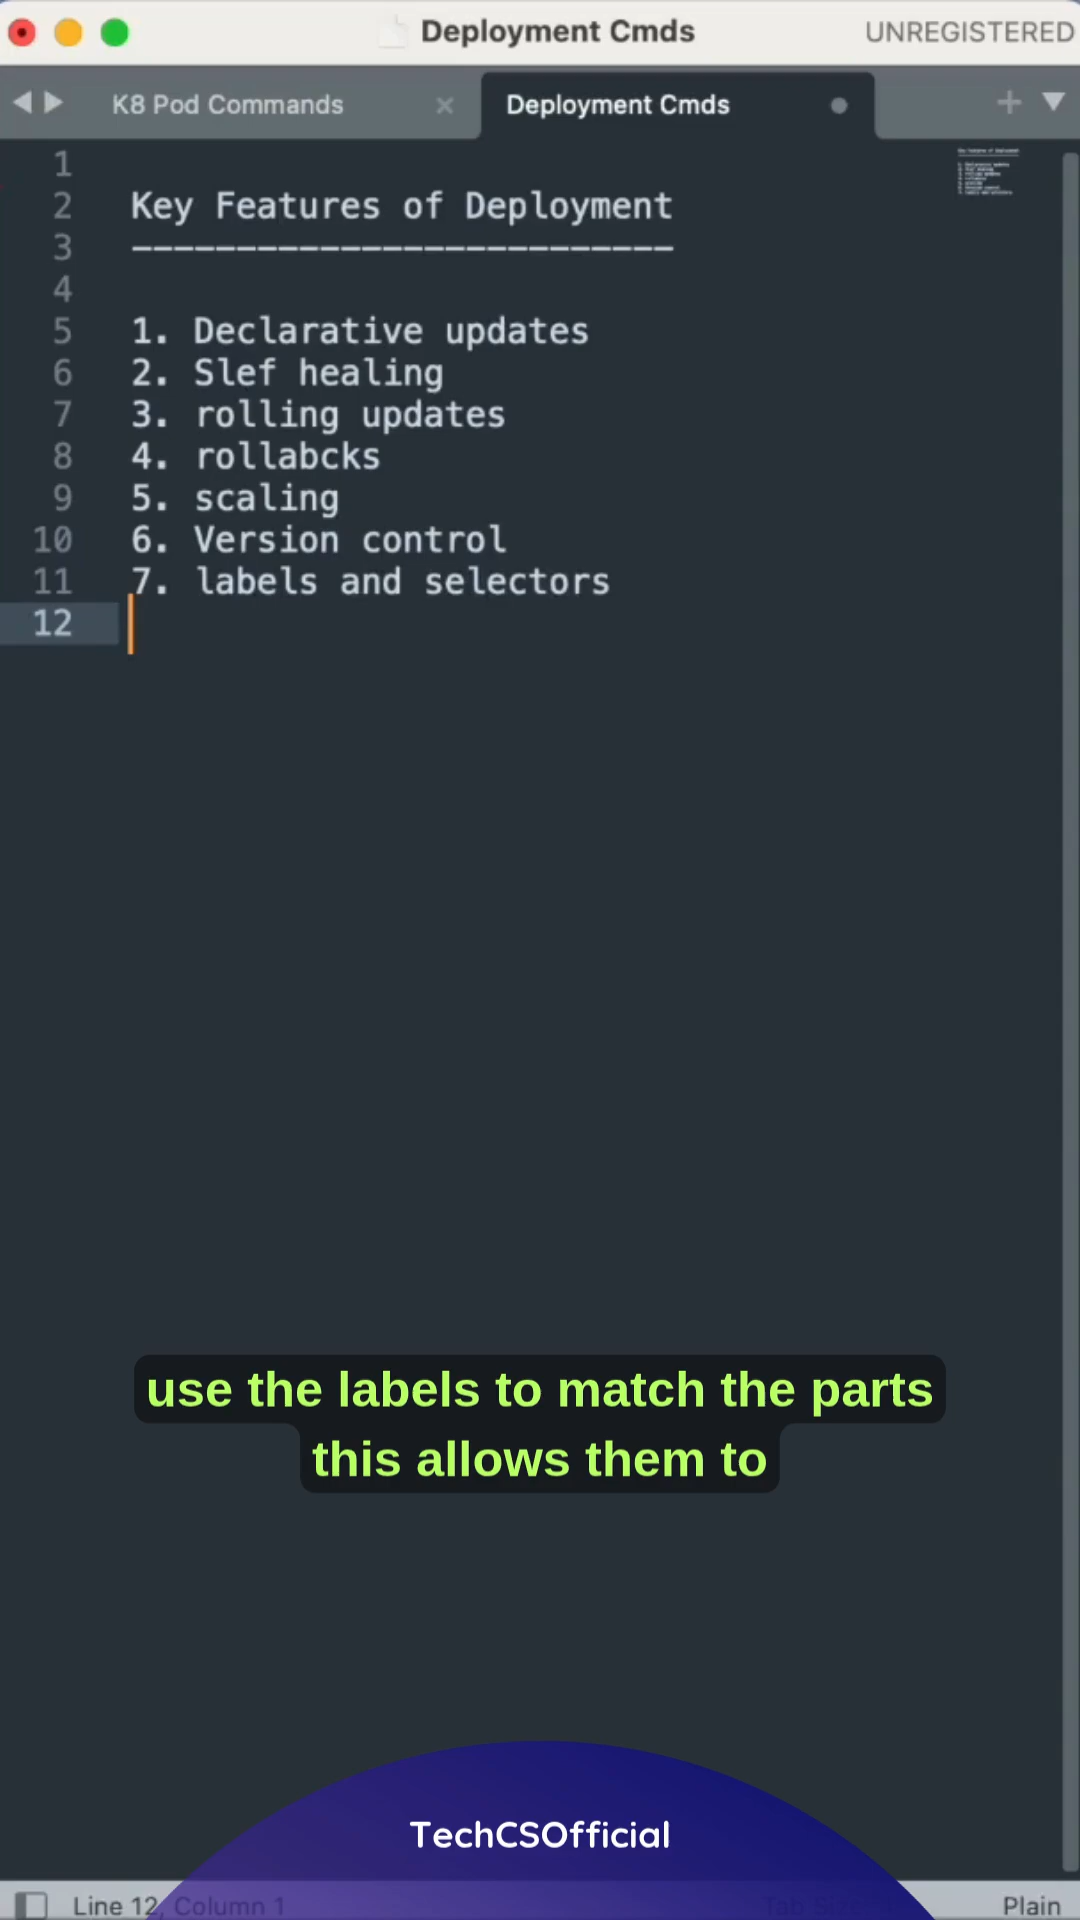 Deployment Cmds
UNREGISTERED
K8 Pod Commands
Deployment Cmds
1
2 Key Features of Deployment
3 --------------------------
4
5 1. Declarative updates
6 2. Slef healing
7 3. rolling updates
8 4. rollabcks
9 5. scaling
10 6. Version control
11 7. labels and selectors
12
use the labels to match the parts
this allows them to
TechCSOfficial
Line 12, Column 1
Tab Size
Plain